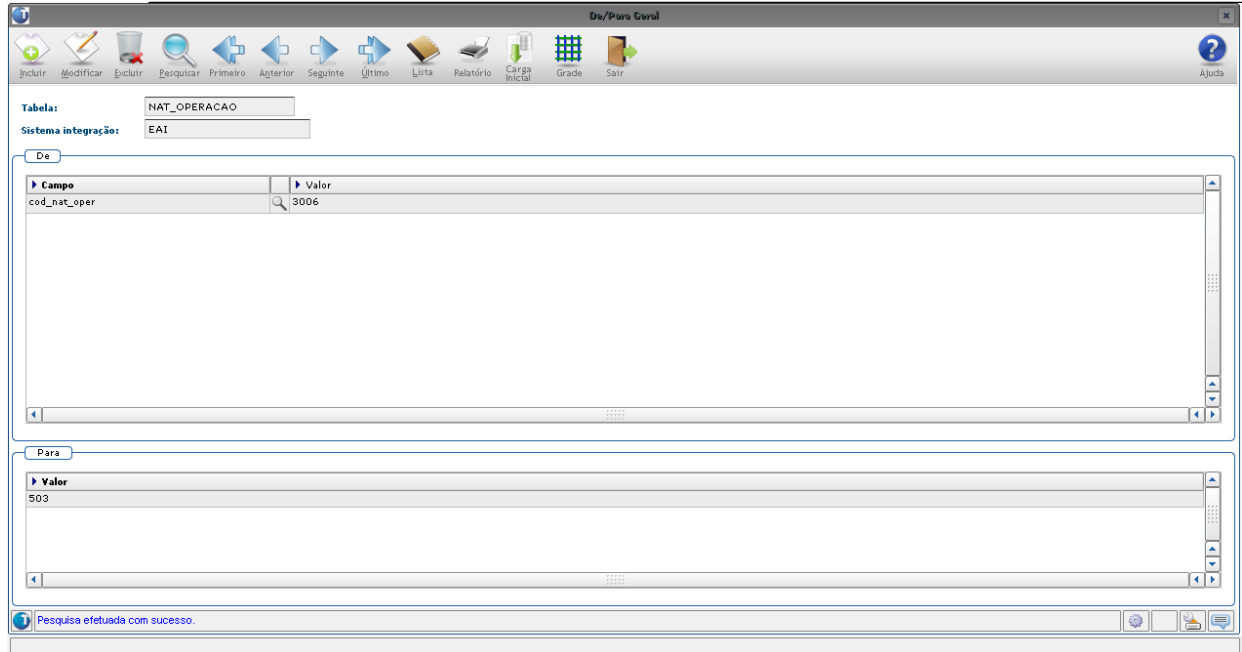 De/Para Geral
Incluir Modificar Excluir Pesquisar Primeiro Anterior Seguinte Último Lista Relatório Carga Inicial Grade Sair Ajuda
Tabela: NAT_OPERACAO
Sistema integração: EAI
De
Campo Valor
cod_nat_oper 3006
Para
Valor
503
Pesquisa efetuada com sucesso.